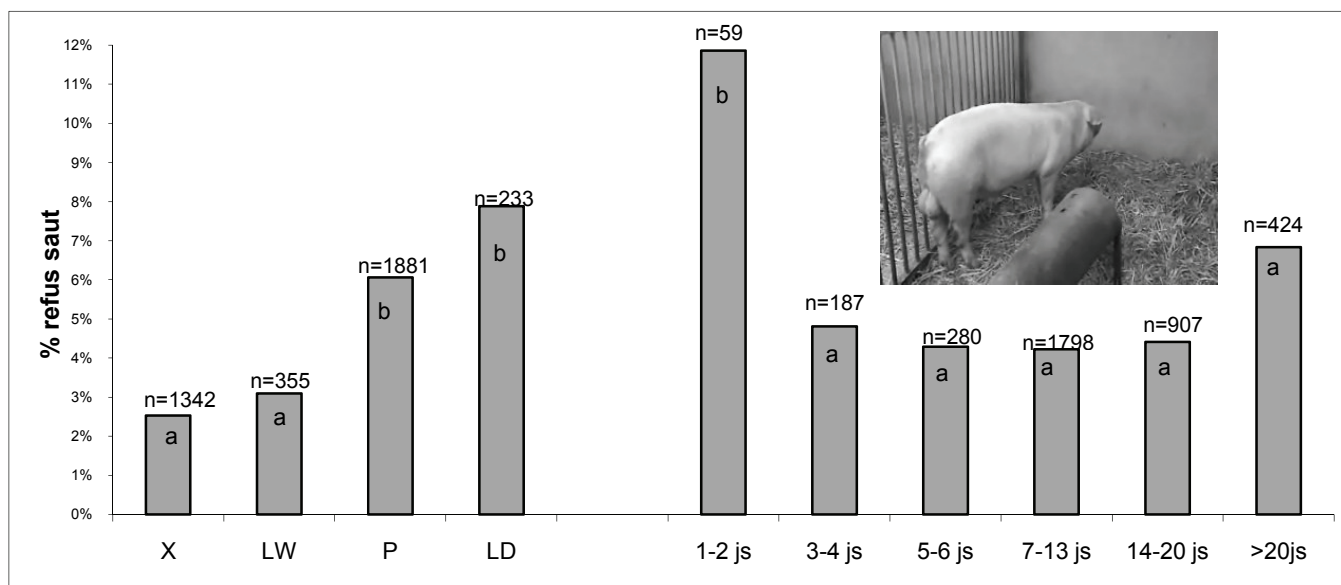 % refus saut
12%
11%
10%
9%
8%
7%
6%
5%
4%
3%
2%
1%
0%
n=1342
a
n=355
a
n=1881
b
n=233
b
n=59
b
n=187
a
n=280
a
n=1798
a
n=907
a
n=424
a
X LW P LD 1-2 js 3-4 js 5-6 js 7-13 js 14-20 js >20js